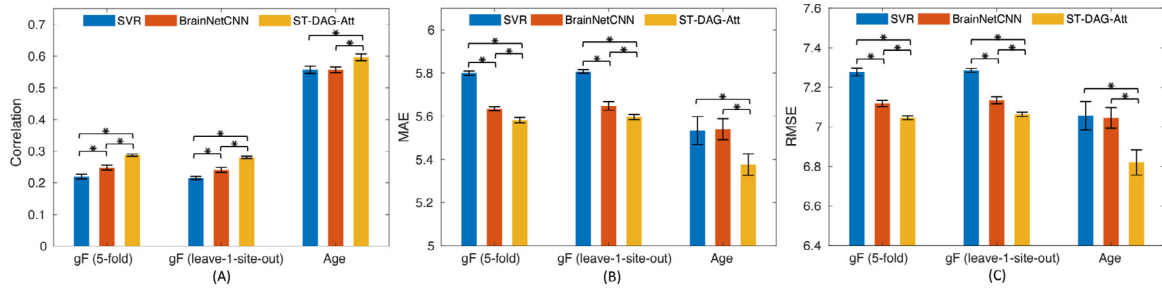 SVR BrainNetCNN ST-DAG-Att
0.7
0.6
0.5
0.4
0.3
0.2
0.1
0
Correlation
* * * * * * * *
gF (5-fold) gF (leave-1-site-out) Age
(A)
SVR BrainNetCNN ST-DAG-Att
6
5.8
5.6
5.4
5.2
5
MAE
* * * * * * * *
gF (5-fold) gF (leave-1-site-out) Age
(B)
SVR BrainNetCNN ST-DAG-Att
7.6
7.4
7.2
7
6.8
6.6
6.4
RMSE
* * * * * * * *
gF (5-fold) gF (leave-1-site-out) Age
(C)